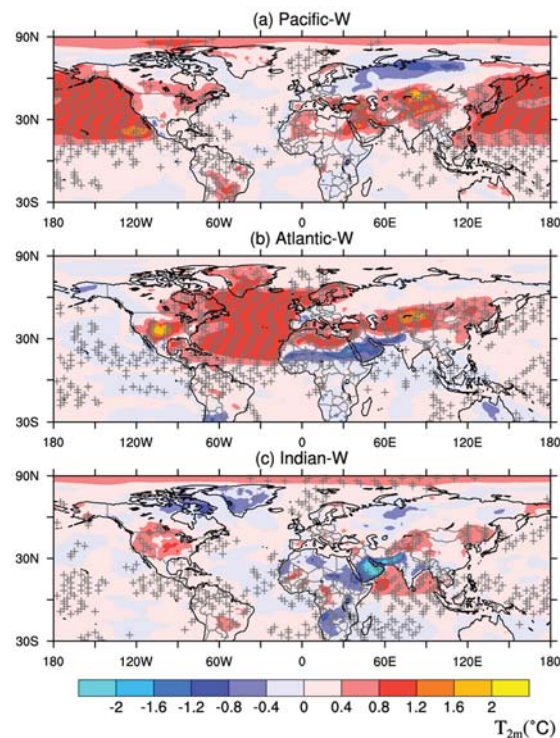 (a) Pacific-W
90N
30N
30S
180 120W 60W 0 60E 120E 180
(b) Atlantic-W
90N
30N
30S
180 120W 60W 0 60E 120E 180
(c) Indian-W
90N
30N
30S
180 120W 60W 0 60E 120E 180
-2 -1.6 -1.2 -0.8 -0.4 0 0.4 0.8 1.2 1.6 2
T2m(°C)